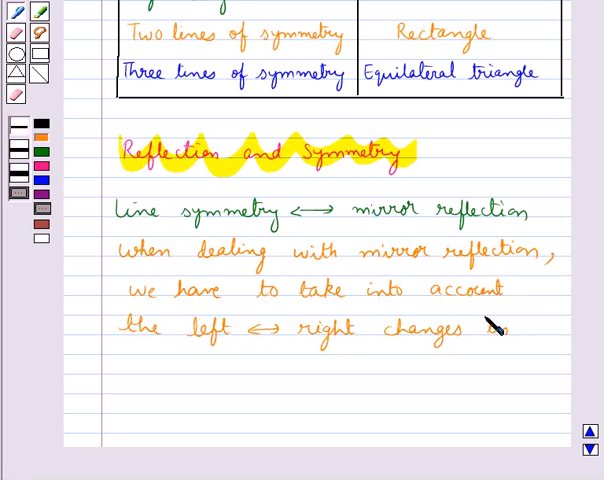 Two lines of symmetry Rectangle
Three lines of symmetry Equilateral triangle
Reflection and Symmetry
Line symmetry ⟷ mirror reflection
When dealing with mirror reflection,
we have to take into account
the left ⟷ right changes